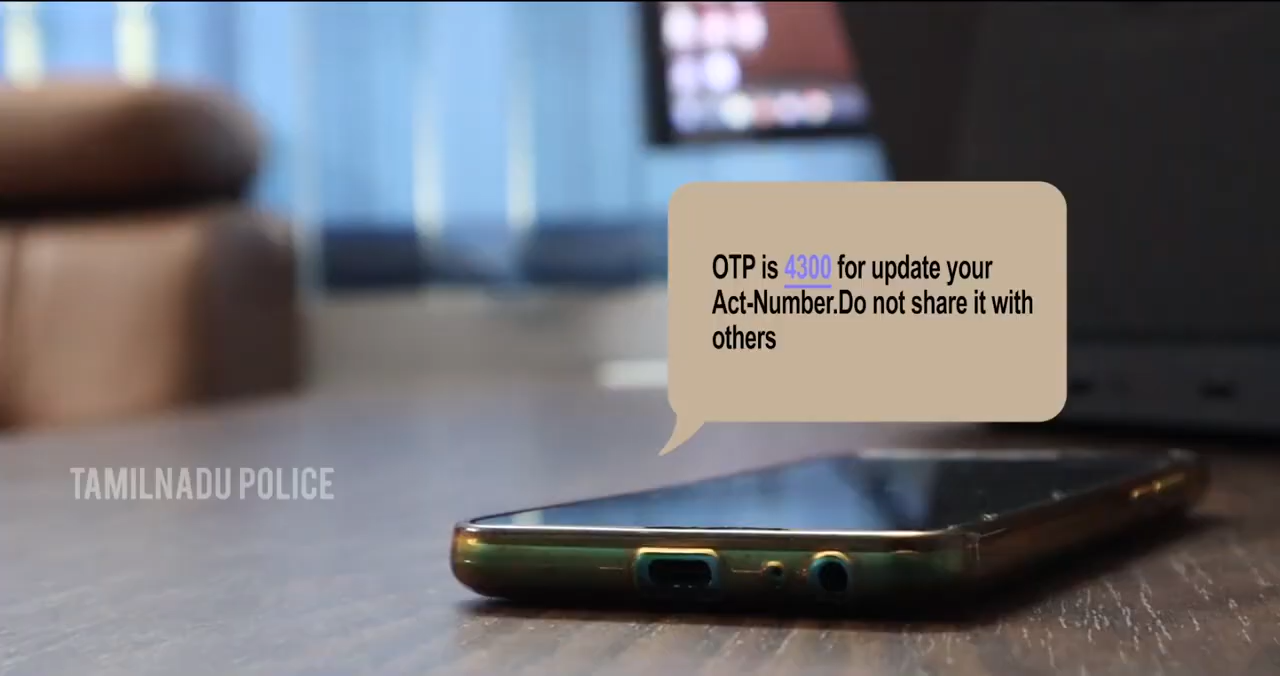 OTP is 4300 for update your
Act-Number.Do not share it with
others
TAMILNADU POLICE